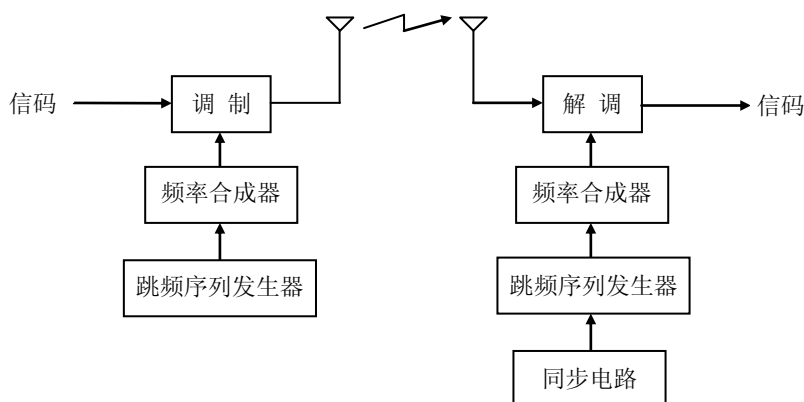 信码
调 制
解 调
信码
频率合成器
频率合成器
跳频序列发生器
跳频序列发生器
同步电路